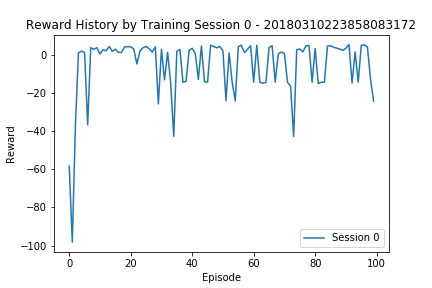 Reward History by Training Session 0 - 20180310223858083172
0
−20
−40
−60
−80
−100
Reward
0 20 40 60 80 100
Episode
Session 0